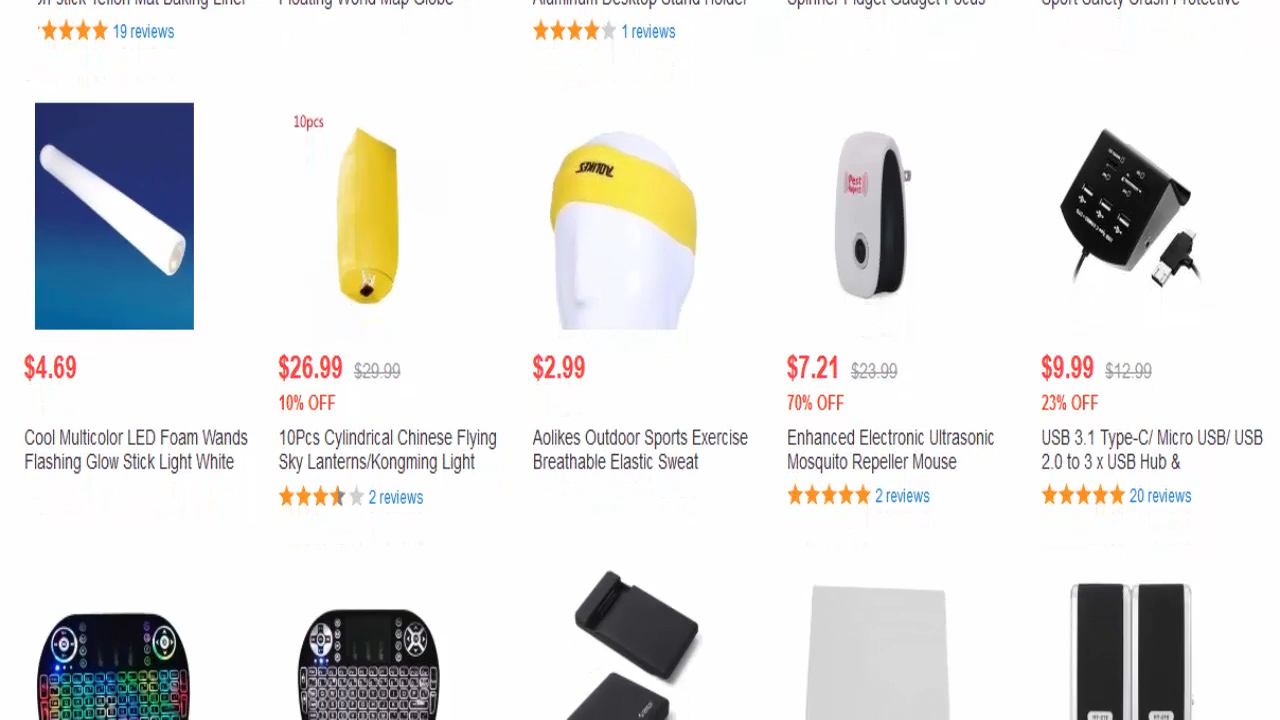 19 reviews
1 reviews
10pcs
AOLIKES
Pest
Reject
$4.69
$26.99 $29.99
$2.99
$7.21 $23.99
$9.99 $12.99
10% OFF
70% OFF
23% OFF
Cool Multicolor LED Foam Wands
Flashing Glow Stick Light White
10Pcs Cylindrical Chinese Flying
Sky Lanterns/Kongming Light
Aolikes Outdoor Sports Exercise
Breathable Elastic Sweat
Enhanced Electronic Ultrasonic
Mosquito Repeller Mouse
USB 3.1 Type-C/ Micro USB/ USB
2.0 to 3 x USB Hub &
2 reviews
2 reviews
20 reviews